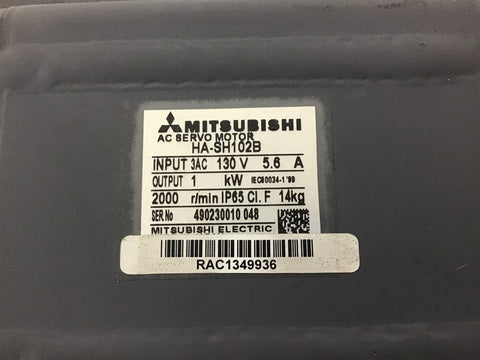 MITSUBISHI
AC SERVO MOTOR
HA-SH102B
INPUT 3AC 130 V 5.6 A
OUTPUT 1 kW IEC60034-1 '99
2000 r/min IP65 Cl. F 14kg
SER.No 490230010 048
MITSUBISHI ELECTRIC
RAC1349936